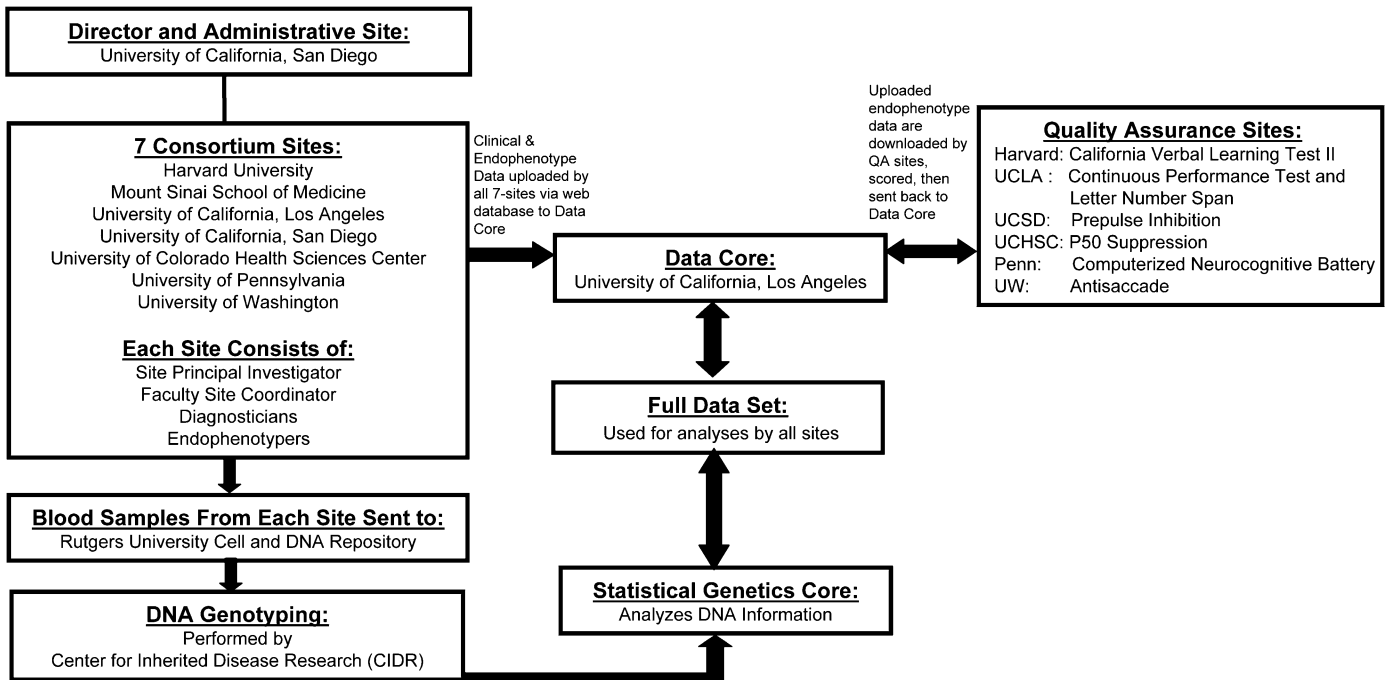 Director and Administrative Site:
University of California, San Diego
7 Consortium Sites:
Harvard University
Mount Sinai School of Medicine
University of California, Los Angeles
University of California, San Diego
University of Colorado Health Sciences Center
University of Pennsylvania
University of Washington
Each Site Consists of:
Site Principal Investigator
Faculty Site Coordinator
Diagnosticians
Endophenotypers
Blood Samples From Each Site Sent to:
Rutgers University Cell and DNA Repository
DNA Genotyping:
Performed by
Center for Inherited Disease Research (CIDR)
Clinical &
Endophenotype
Data uploaded by
all 7-sites via web
database to Data
Core
Data Core:
University of California, Los Angeles
Full Data Set:
Used for analyses by all sites
Statistical Genetics Core:
Analyzes DNA Information
Uploaded
endophenotype
data are
downloaded by
QA sites,
scored, then
sent back to
Data Core
Quality Assurance Sites:
Harvard: California Verbal Learning Test II
UCLA : Continuous Performance Test and
Letter Number Span
UCSD: Prepulse Inhibition
UCHSC: P50 Suppression
Penn: Computerized Neurocognitive Battery
UW: Antisaccade